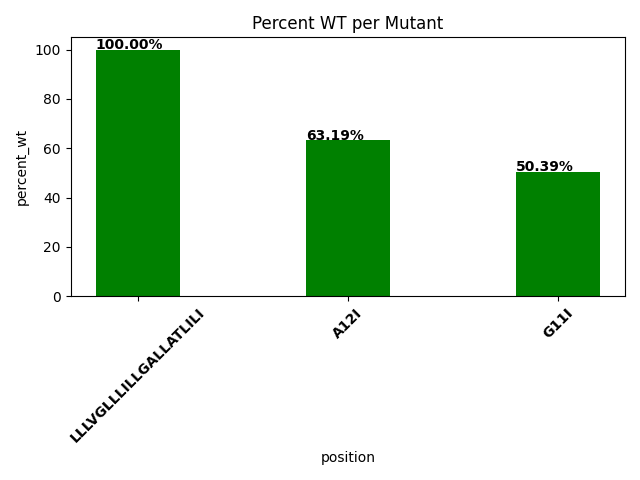 Percent WT per Mutant
percent_wt
100
80
60
40
20
0
100.00%
63.19%
50.39%
LLLVGLLLILLGALLATLILI
A12I
G11I
position